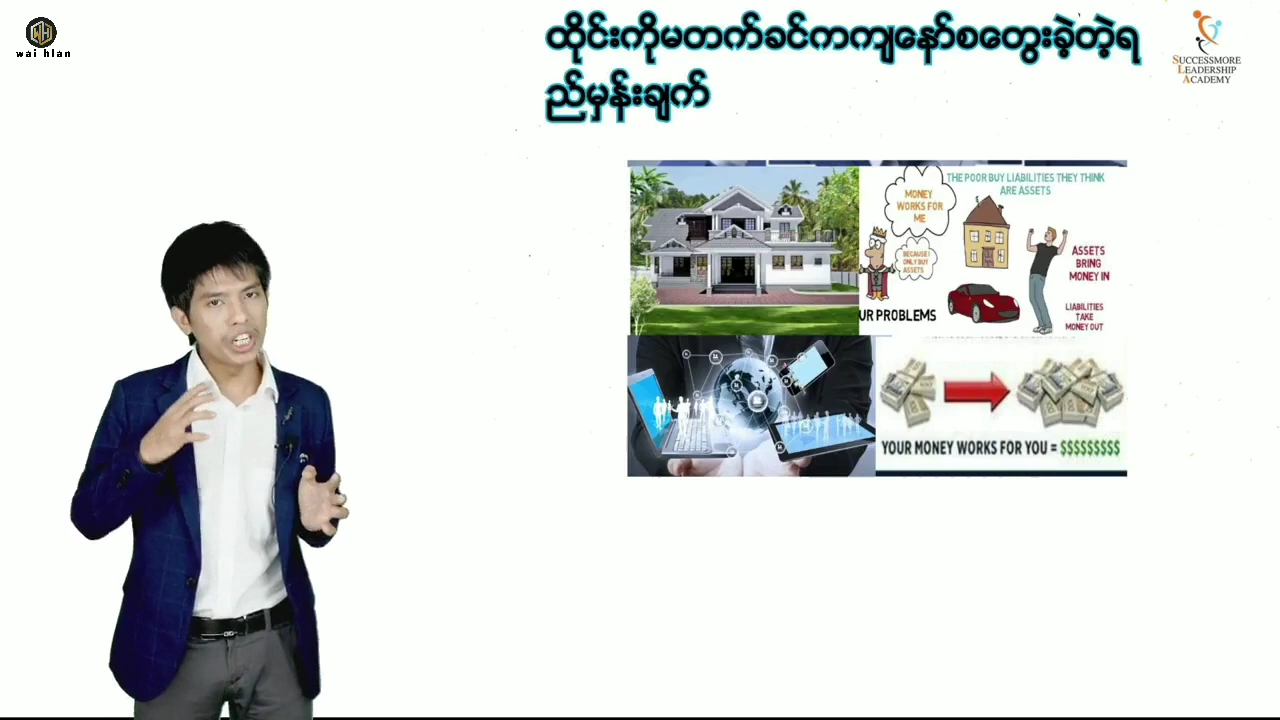 wai hlan
ထိုင်းကိုမတက်ခင်ကကျနော်စတွေးခဲ့တဲ့ရ
ည်မှန်းချက်
SUCCESSMORE
LEADERSHIP
ACADEMY
MONEY
WORKS FOR
ME
THE POOR BUY LIABILITIES THEY THINK
ARE ASSETS
BECAUSE I
ONLY BUY
ASSETS
ASSETS
BRING
MONEY IN
LIABILITIES
TAKE
MONEY OUT
UR PROBLEMS
YOUR MONEY WORKS FOR YOU = $$$$$$$$$